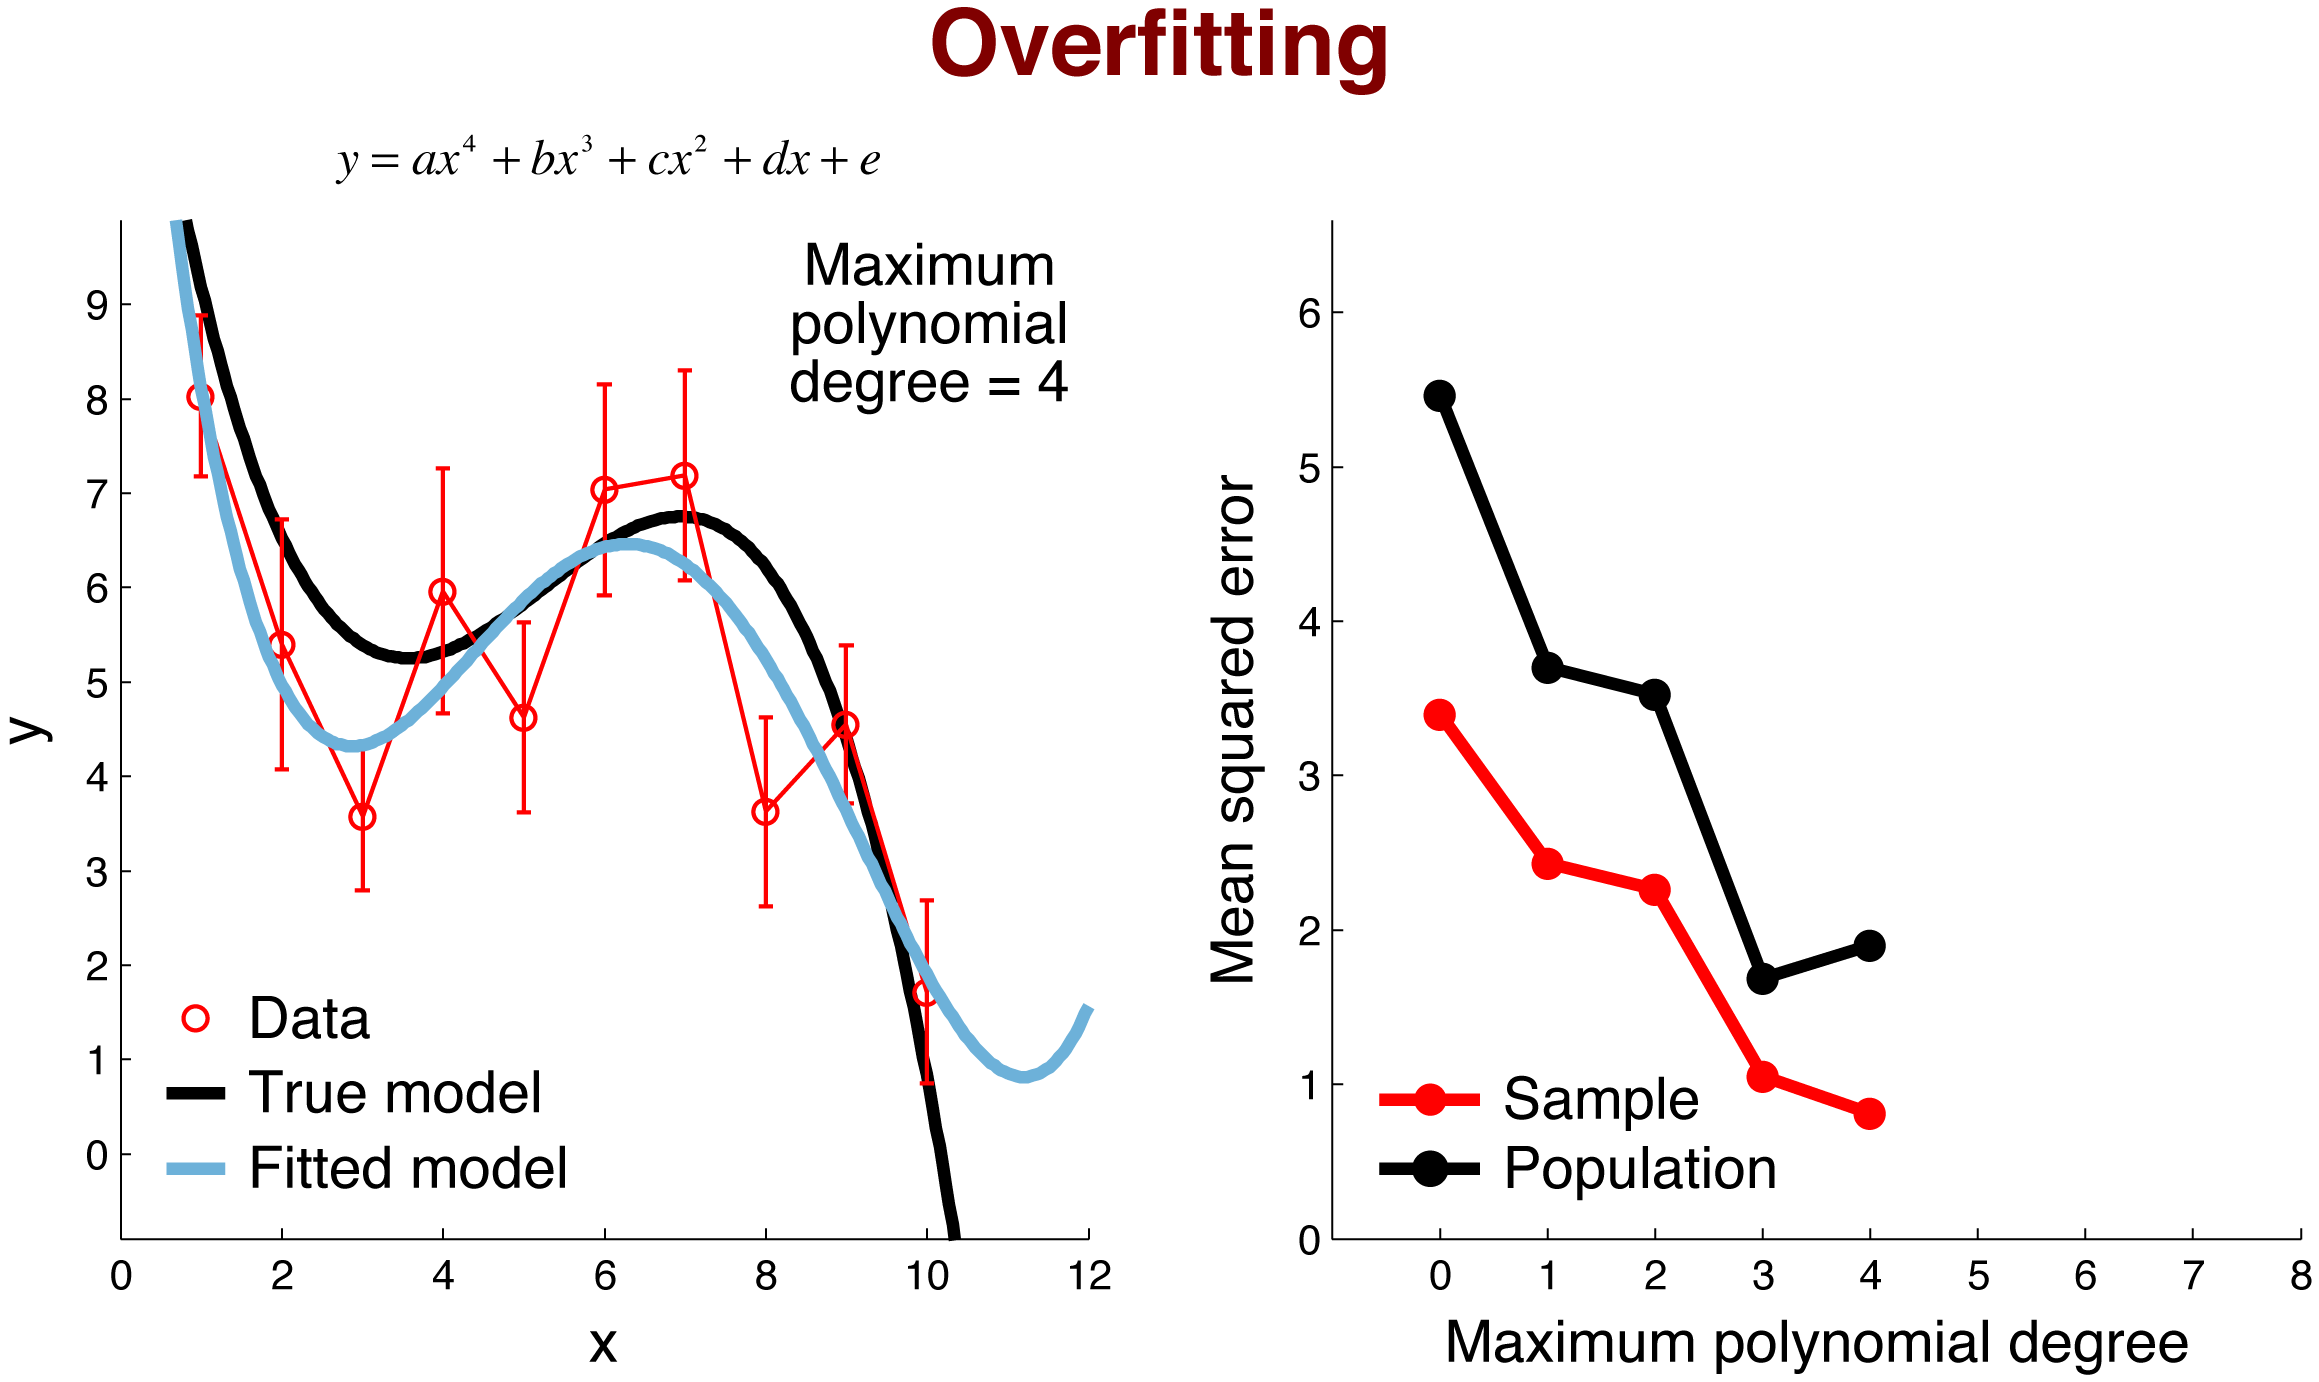 Overfitting
y = ax⁴ + bx³ + cx² + dx + e
Maximum
polynomial
degree = 4
9
8
7
6
5
4
3
2
1
0
y
Data
True model
Fitted model
0 2 4 6 8 10 12
x
6
5
4
3
2
1
0
Mean squared error
Sample
Population
0 1 2 3 4 5 6 7 8
Maximum polynomial degree